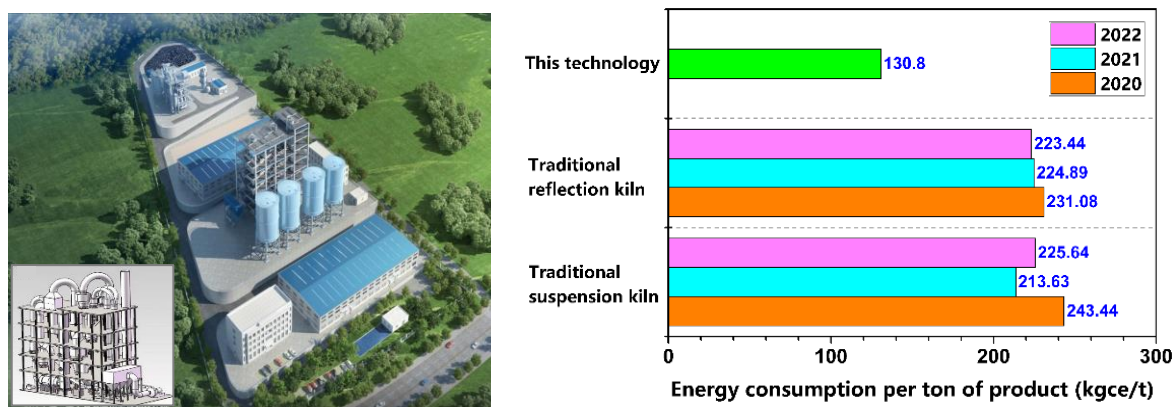 2022
2021
2020
This technology
130.8
Traditional
reflection kiln
223.44
224.89
231.08
Traditional
suspension kiln
225.64
213.63
243.44
0
100
200
300
Energy consumption per ton of product (kgce/t)